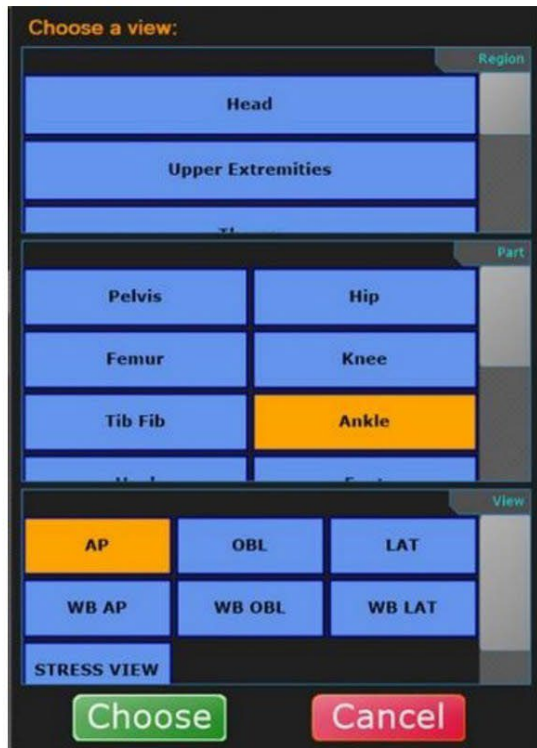 Choose a view:
Region
Head
Upper Extremities
Part
Pelvis Hip
Femur Knee
Tib Fib Ankle
View
AP OBL LAT
WB AP WB OBL WB LAT
STRESS VIEW
Choose Cancel